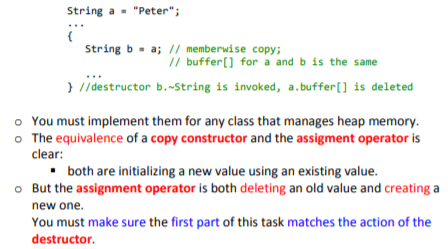 String a = "Peter";
...
{
String b = a; // memberwise copy;
// buffer[] for a and b is the same
...
} //destructor b.~String is invoked, a.buffer[] is deleted
o You must implement them for any class that manages heap memory.
o The equivalence of a copy constructor and the assigment operator is
clear:
▪ both are initializing a new value using an existing value.
o But the assignment operator is both deleting an old value and creating a
new one.
You must make sure the first part of this task matches the action of the
destructor.